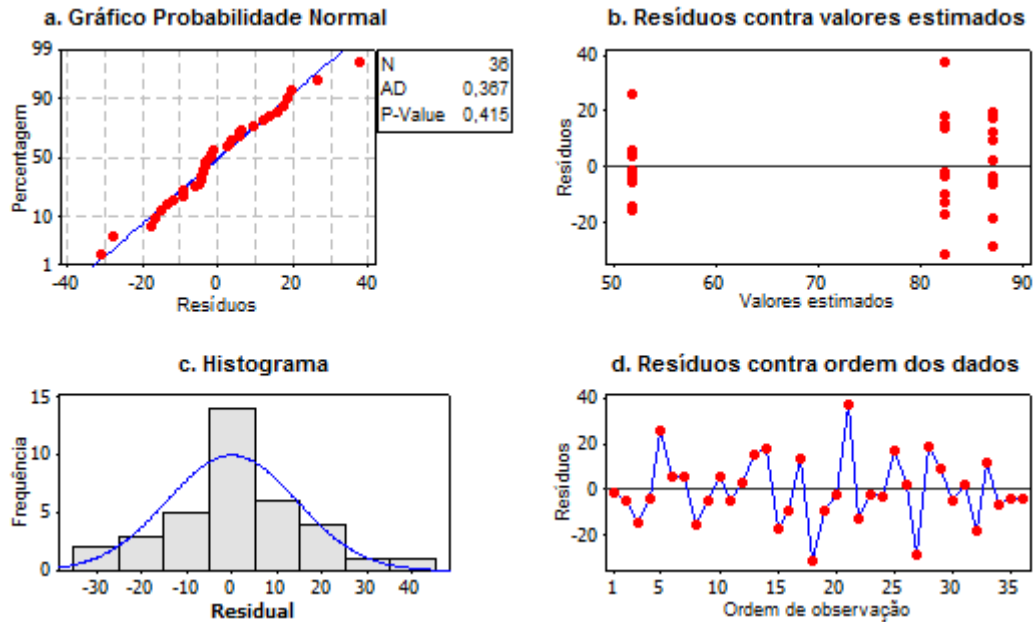 a. Gráfico Probabilidade Normal
99
90
50
10
1
Percentagem
-40 -20 0 20 40
Resíduos
N 36
AD 0,367
P-Value 0,415
b. Resíduos contra valores estimados
40
20
0
-20
Resíduos
50 60 70 80 90
Valores estimados
c. Histograma
15
10
5
0
Frequência
-30 -20 -10 0 10 20 30 40
Residual
d. Resíduos contra ordem dos dados
40
20
0
-20
Resíduos
1 5 10 15 20 25 30 35
Ordem de observação